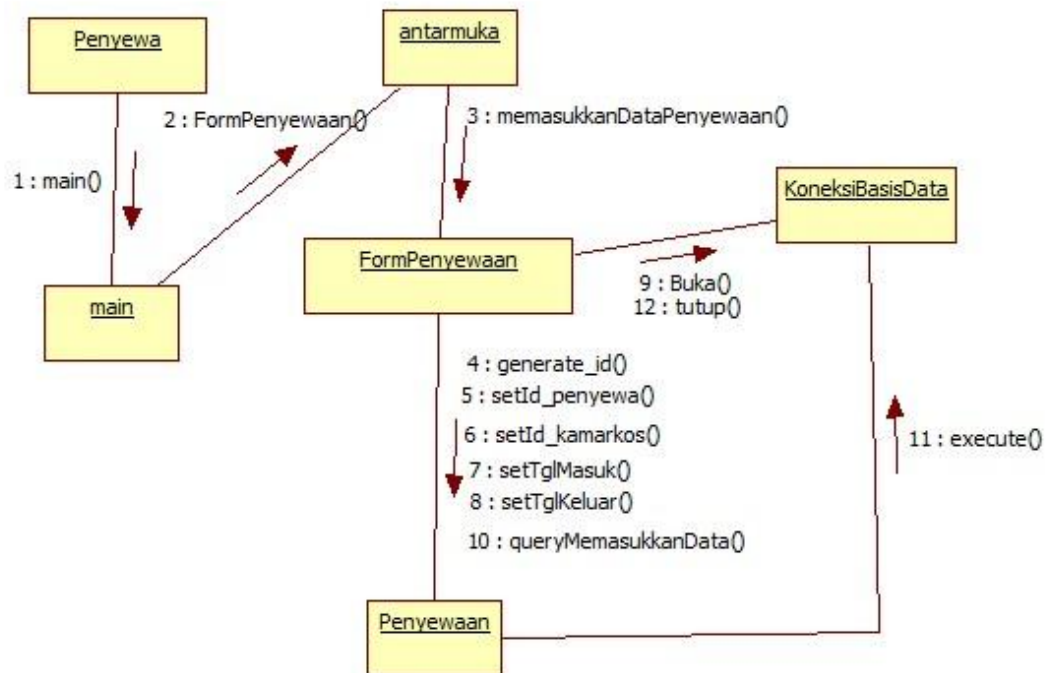 Penyewa
antarmuka
2 : FormPenyewaan()
3 : memasukkanDataPenyewaan()
1 : main()
KoneksiBasisData
FormPenyewaan
main
9 : Buka()
12 : tutup()
4 : generate_id()
5 : setId_penyewa()
6 : setId_kamarkos()
7 : setTglMasuk()
8 : setTglKeluar()
10 : queryMemasukkanData()
11 : execute()
Penyewaan